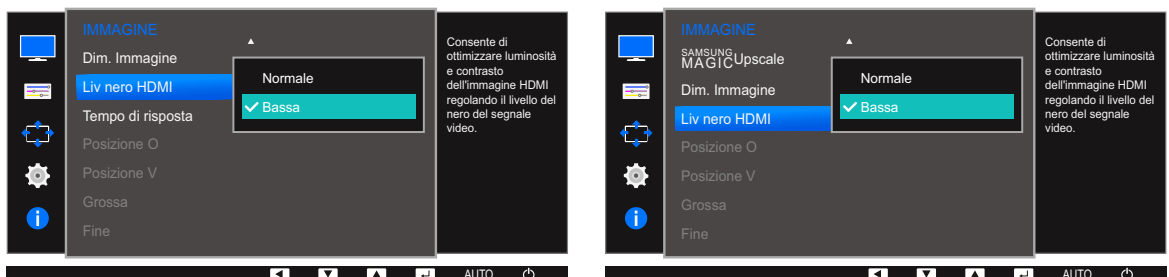 IMMAGINE
Dim. Immagine
Liv nero HDMI
Tempo di risposta
Posizione O
Posizione V
Grossa
Fine
Normale
Bassa
Consente di
ottimizzare luminosità
e contrasto
dell'immagine HDMI
regolando il livello del
nero del segnale
video.
AUTO
IMMAGINE
SAMSUNG
MAGICUpscale
Dim. Immagine
Liv nero HDMI
Posizione O
Posizione V
Grossa
Fine
Normale
Bassa
Consente di
ottimizzare luminosità
e contrasto
dell'immagine HDMI
regolando il livello del
nero del segnale
video.
AUTO